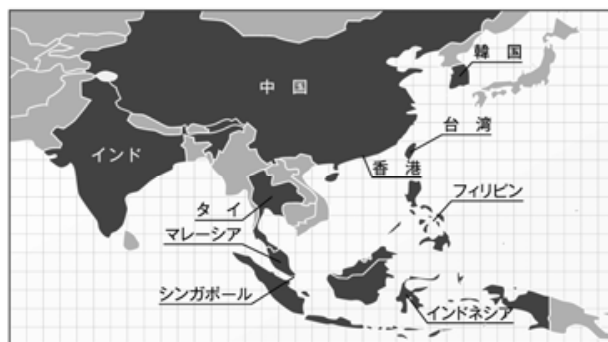 韓 国
中 国
台 湾
インド
香 港
フィリピン
タ イ
マレーシア
シンガポール
インドネシア